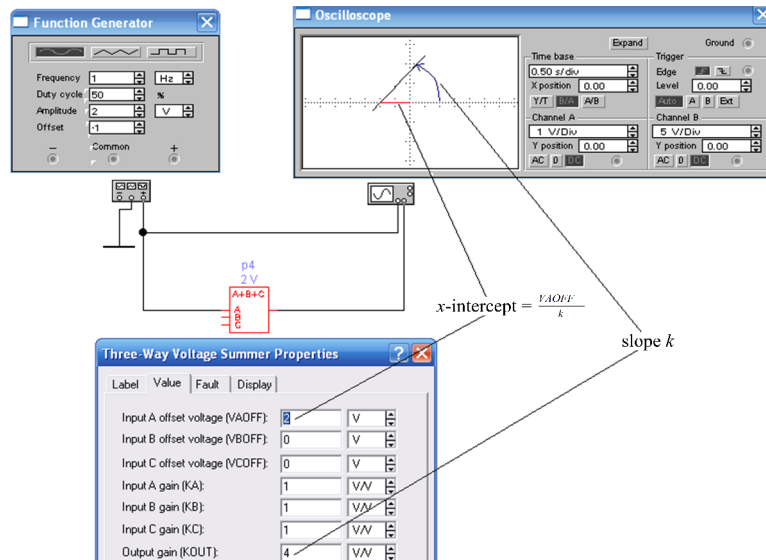 Function Generator
Frequency 1 Hz
Duty cycle 50 %
Amplitude 2 V
Offset -1
− Common +
Oscilloscope
Expand Ground
Time base
0.50 s/div
X position 0.00
Y/T B/A A/B
Trigger
Edge
Level 0.00
Auto A B Ext
Channel A
1 V/Div
Y position 0.00
AC 0 DC
Channel B
5 V/Div
Y position 0.00
AC 0 DC
p4
2 V
A+B+C
A
B
C
x-intercept = VAOFF/k
slope k
Three-Way Voltage Summer Properties
Label Value Fault Display
Input A offset voltage (VAOFF): 2 V
Input B offset voltage (VBOFF): 0 V
Input C offset voltage (VCOFF): 0 V
Input A gain (KA): 1 V/V
Input B gain (KB): 1 V/V
Input C gain (KC): 1 V/V
Output gain (KOUT): 4 V/V